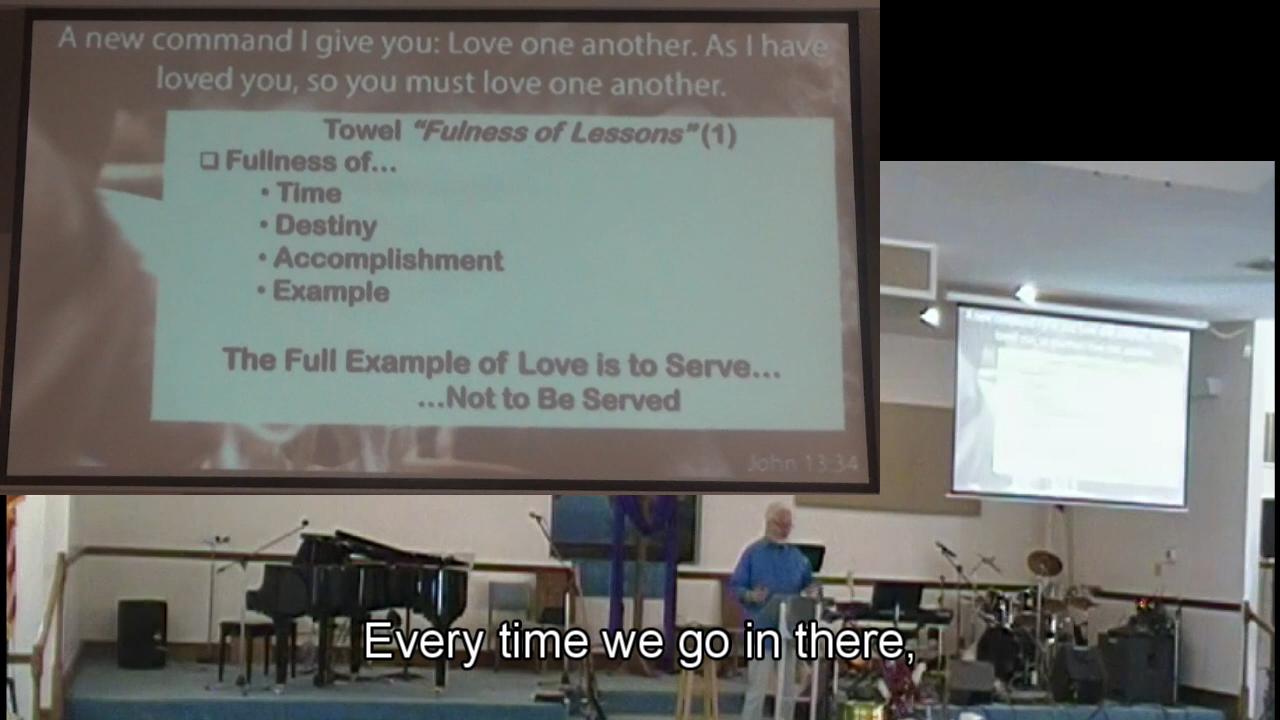 A new command I give you: Love one another. As I have
loved you, so you must love one another.
Towel "Fulness of Lessons" (1)
❑ Fullness of...
• Time
• Destiny
• Accomplishment
• Example
The Full Example of Love is to Serve...
...Not to Be Served
John 13:34
Every time we go in there,